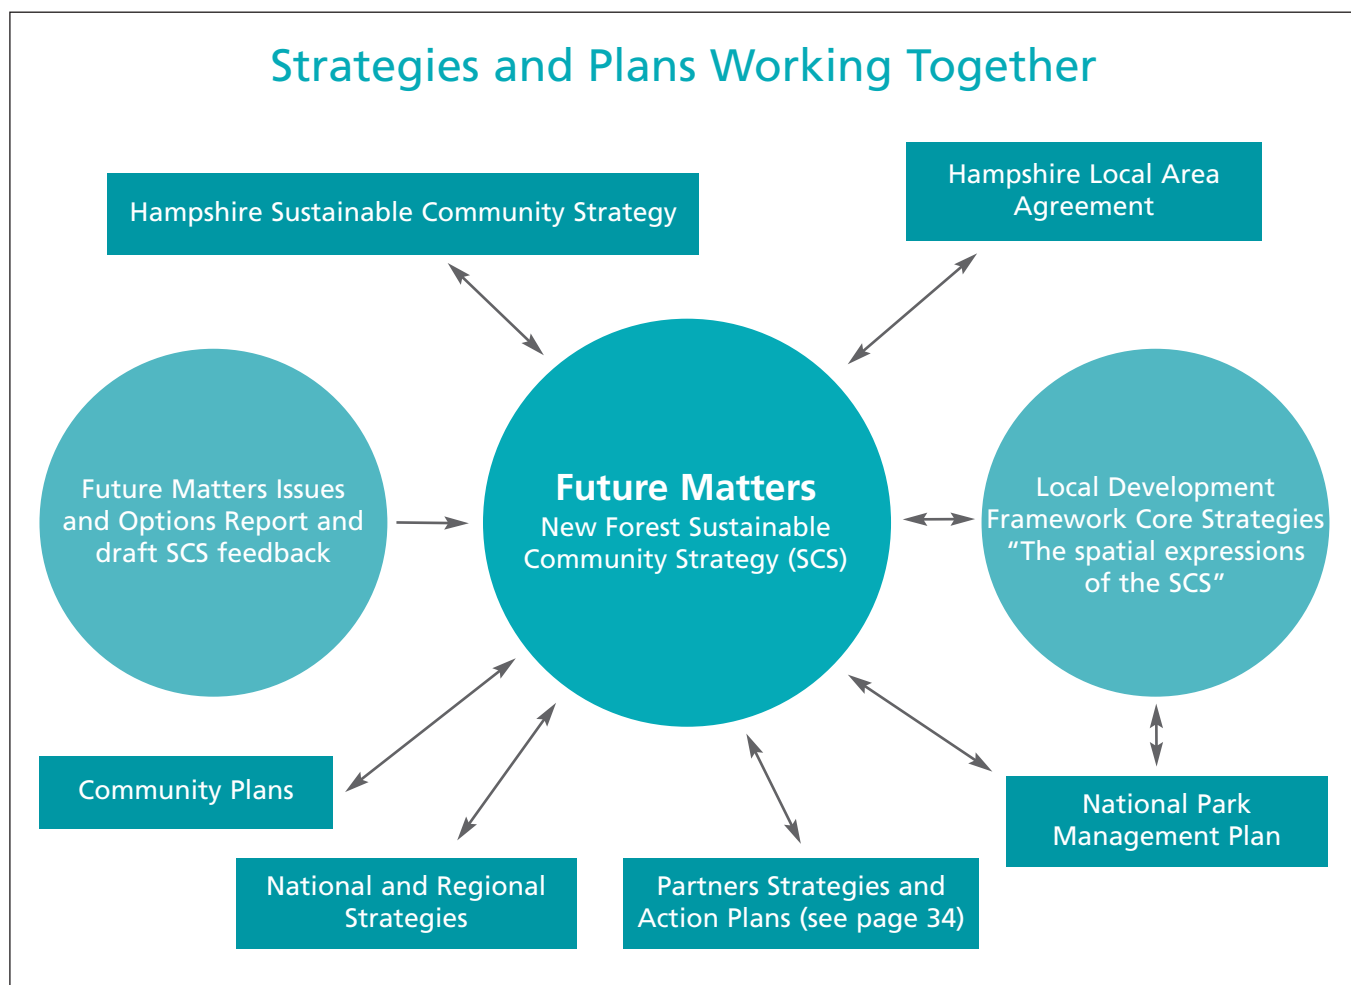 Strategies and Plans Working Together
Hampshire Sustainable Community Strategy
Hampshire Local Area
Agreement
Future Matters Issues
and Options Report and
draft SCS feedback
Future Matters
New Forest Sustainable
Community Strategy (SCS)
Local Development
Framework Core Strategies
“The spatial expressions
of the SCS”
Community Plans
National and Regional
Strategies
Partners Strategies and
Action Plans (see page 34)
National Park
Management Plan